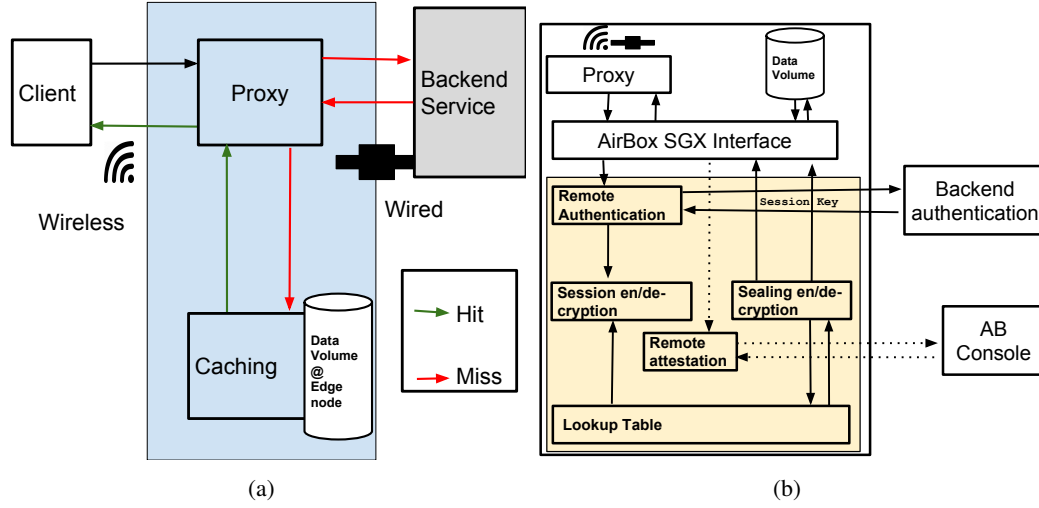 Client
Proxy
Backend
Service
Wireless
Wired
Caching
Data
Volume
@
Edge
node
Hit
Miss
(a)
Proxy
Data
Volume
AirBox SGX Interface
Remote
Authentication
Session Key
Backend
authentication
Session en/de-
cryption
Sealing en/de-
cryption
Remote
attestation
AB
Console
Lookup Table
(b)